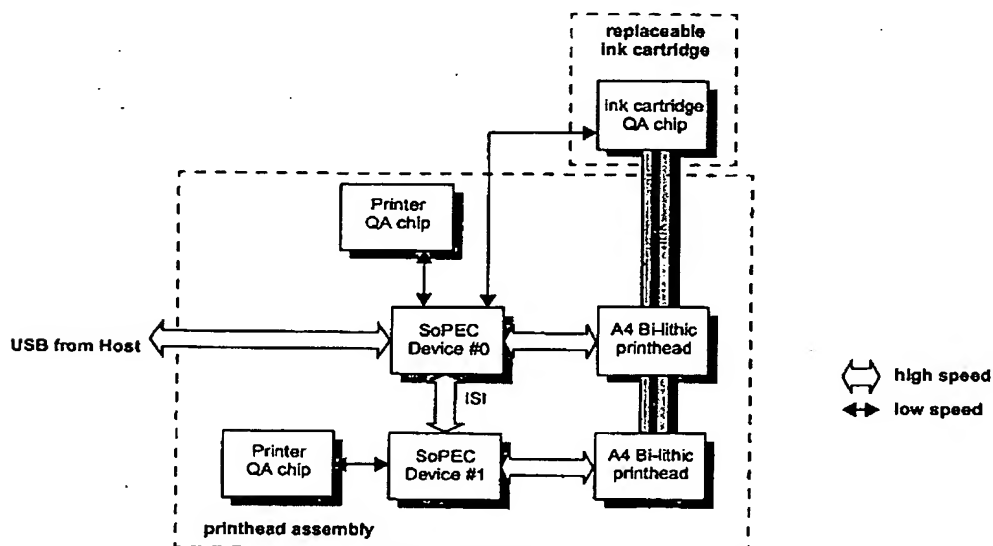 replaceable
ink cartridge
ink cartridge
QA chip
Printer
QA chip
SoPEC
Device #0
A4 Bi-lithic
printhead
USB from Host
high speed
low speed
ISI
Printer
QA chip
SoPEC
Device #1
A4 Bi-lithic
printhead
printhead assembly